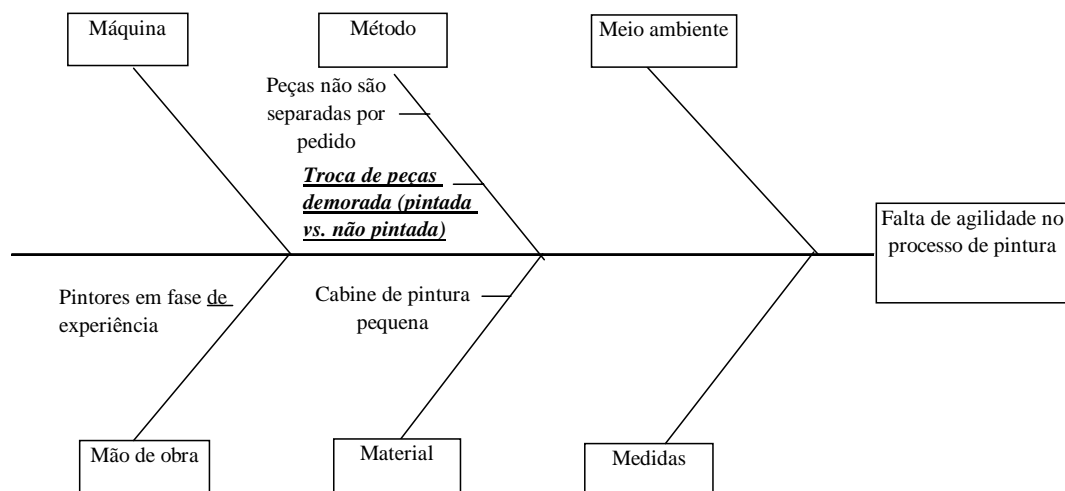 Máquina
Método
Meio ambiente
Peças não são
separadas por
pedido
Troca de peças
demorada (pintada
vs. não pintada)
Falta de agilidade no
processo de pintura
Pintores em fase de
experiência
Cabine de pintura
pequena
Mão de obra
Material
Medidas